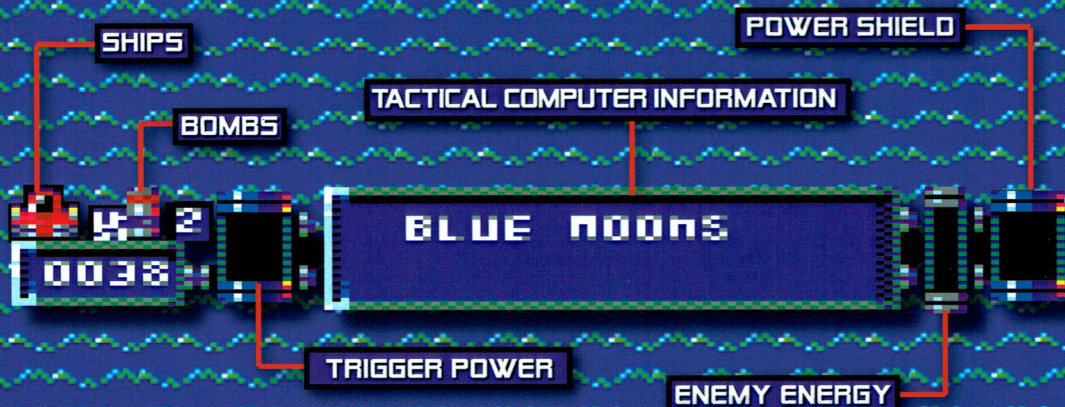 POWER SHIELD
SHIPS
TACTICAL COMPUTER INFORMATION
BOMBS
2
BLUE MOONS
0038
TRIGGER POWER
ENEMY ENERGY